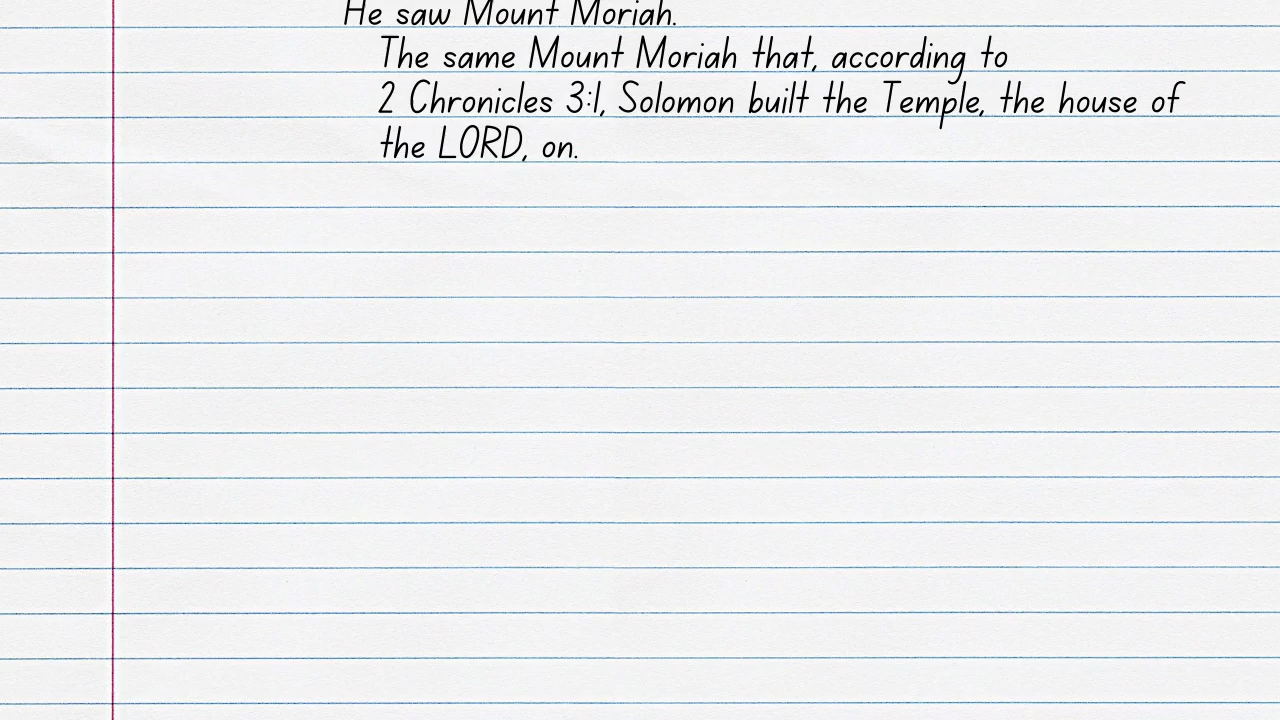 He saw Mount Moriah.
The same Mount Moriah that, according to
2 Chronicles 3:1, Solomon built the Temple, the house of
the LORD, on.